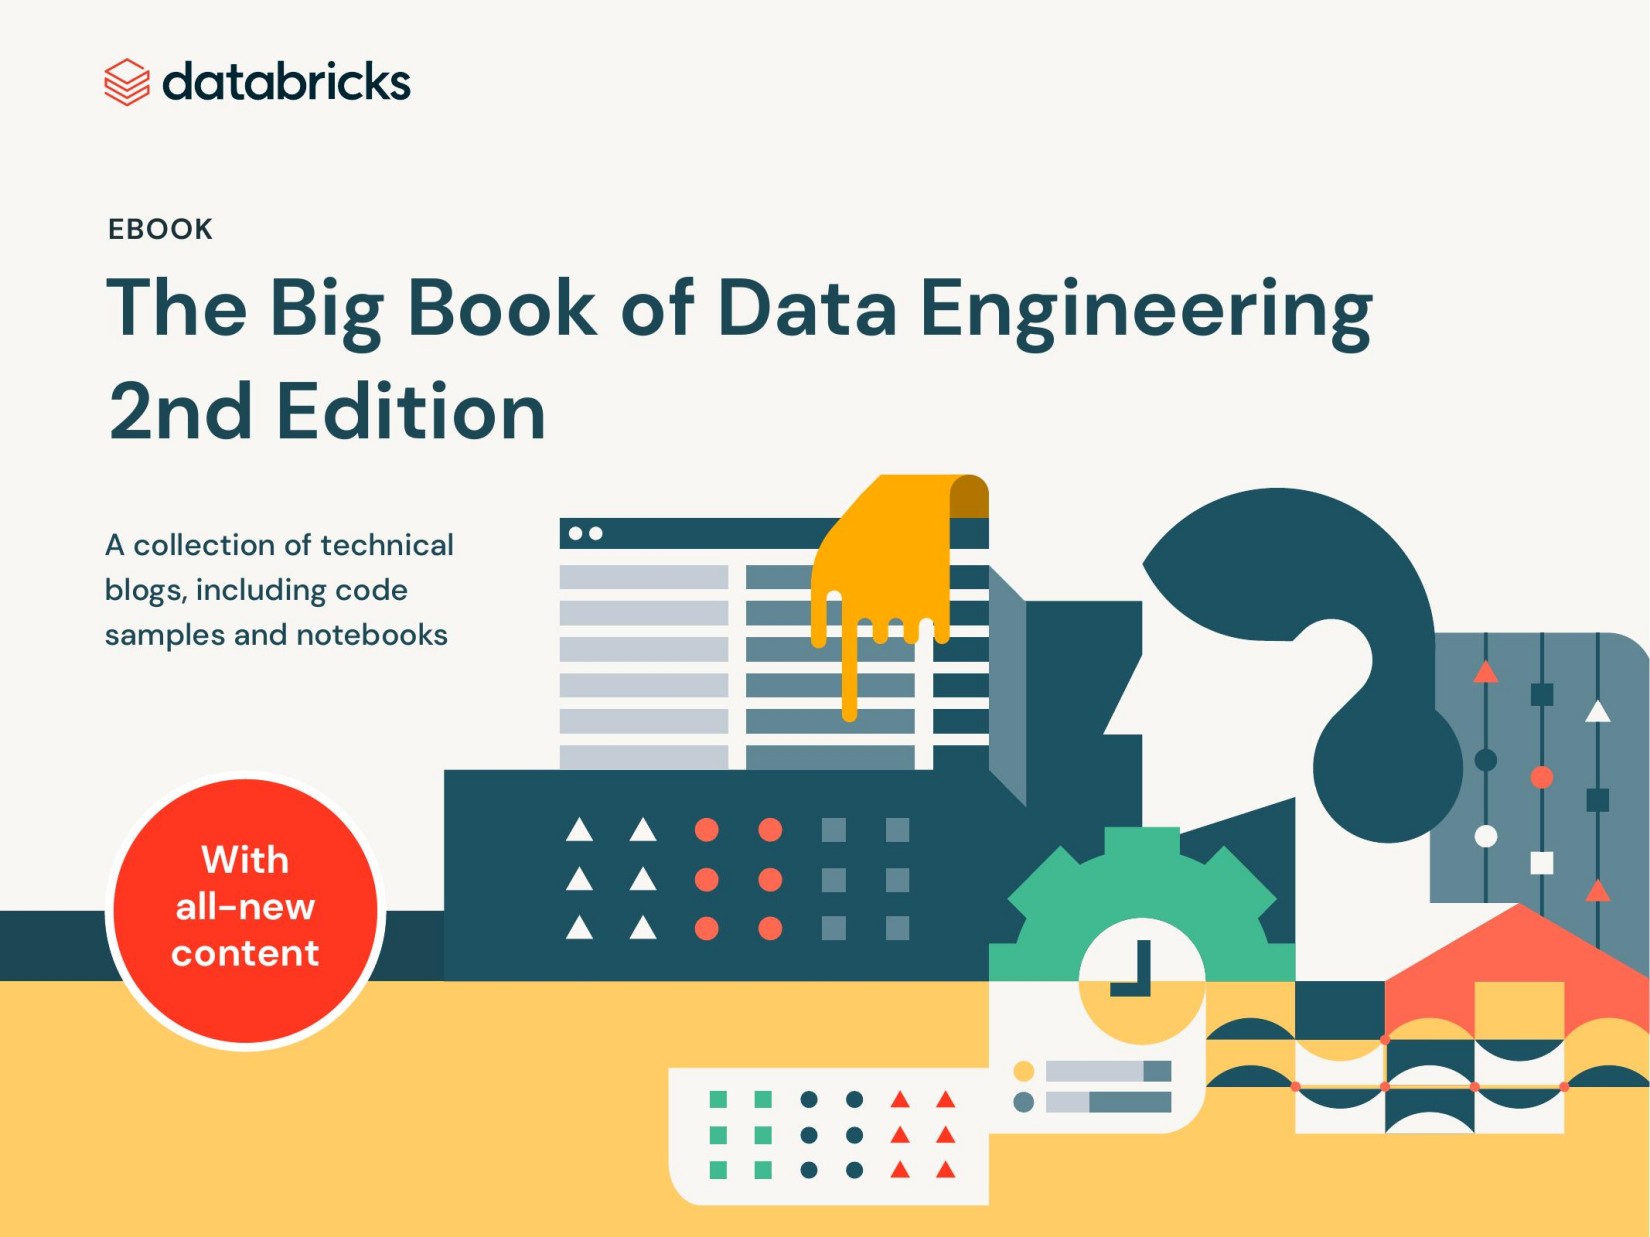 databricks
EBOOK
The Big Book of Data Engineering
2nd Edition
A collection of technical
blogs, including code
samples and notebooks
With
all-new
content